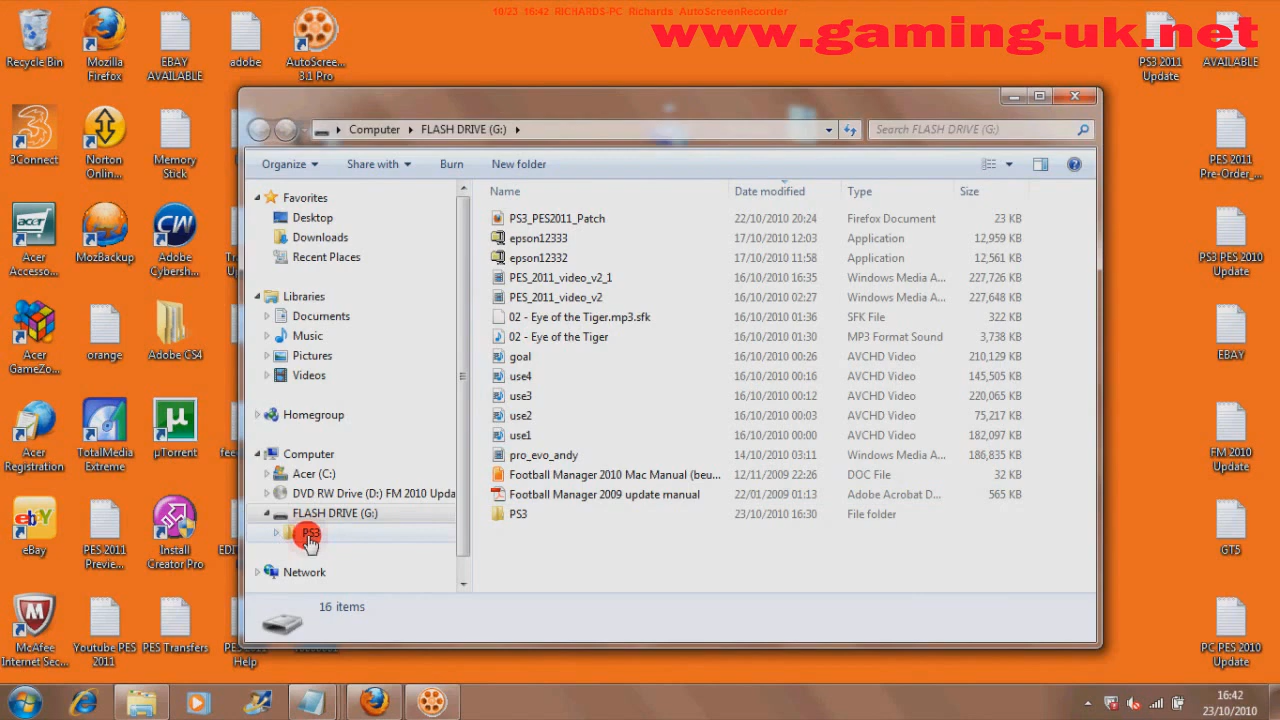 10/23 16:42 RICHARDS-PC Richards AutoScreenRecorder
www.gaming-uk.net
Recycle Bin
Mozilla Firefox
EBAY AVAILABLE
adobe
AutoScree... 3.1 Pro
PS3 2011 Update
AVAILABLE
Computer
FLASH DRIVE (G:)
Search FLASH DRIVE (G:)
Organize
Share with
Burn
New folder
3Connect
Norton Onlin...
Memory Stick
PES 2011 Pre-Order_...
Favorites
Desktop
Downloads
Recent Places
Libraries
Documents
Music
Pictures
Videos
Homegroup
Computer
Acer (C:)
DVD RW Drive (D:) FM 2010 Upda
FLASH DRIVE (G:)
PS3
Network
Name Date modified Type Size
PS3_PES2011_Patch 22/10/2010 20:24 Firefox Document 23 KB
epson12333 17/10/2010 12:03 Application 12,959 KB
epson12332 17/10/2010 11:58 Application 12,561 KB
PES_2011_video_v2_1 16/10/2010 16:35 Windows Media A... 227,726 KB
PES_2011_video_v2 16/10/2010 02:27 Windows Media A... 227,648 KB
02 - Eye of the Tiger.mp3.sfk 16/10/2010 01:36 SFK File 322 KB
02 - Eye of the Tiger 16/10/2010 01:30 MP3 Format Sound 3,738 KB
goal 16/10/2010 00:26 AVCHD Video 210,129 KB
use4 16/10/2010 00:16 AVCHD Video 145,505 KB
use3 16/10/2010 00:12 AVCHD Video 220,065 KB
use2 16/10/2010 00:03 AVCHD Video 75,217 KB
use1 16/10/2010 00:00 AVCHD Video 182,097 KB
pro_evo_andy 14/10/2010 03:11 Windows Media A... 186,835 KB
Football Manager 2010 Mac Manual (beu... 12/11/2009 22:26 DOC File 32 KB
Football Manager 2009 update manual 22/01/2009 01:13 Adobe Acrobat D... 565 KB
PS3 23/10/2010 16:30 File folder
16 items
Acer Accesso...
MozBackup
Adobe Cybersh...
PS3 PES 2010 Update
Acer GameZo...
orange
Adobe CS4
EBAY
Acer Registration
TotalMedia Extreme
µTorrent
FM 2010 Update
eBay
PES 2011 Previe...
Install Creator Pro
GT5
McAfee Internet Sec...
Youtube PES 2011
PES Transfers
Help
PC PES 2010 Update
16:42
23/10/2010